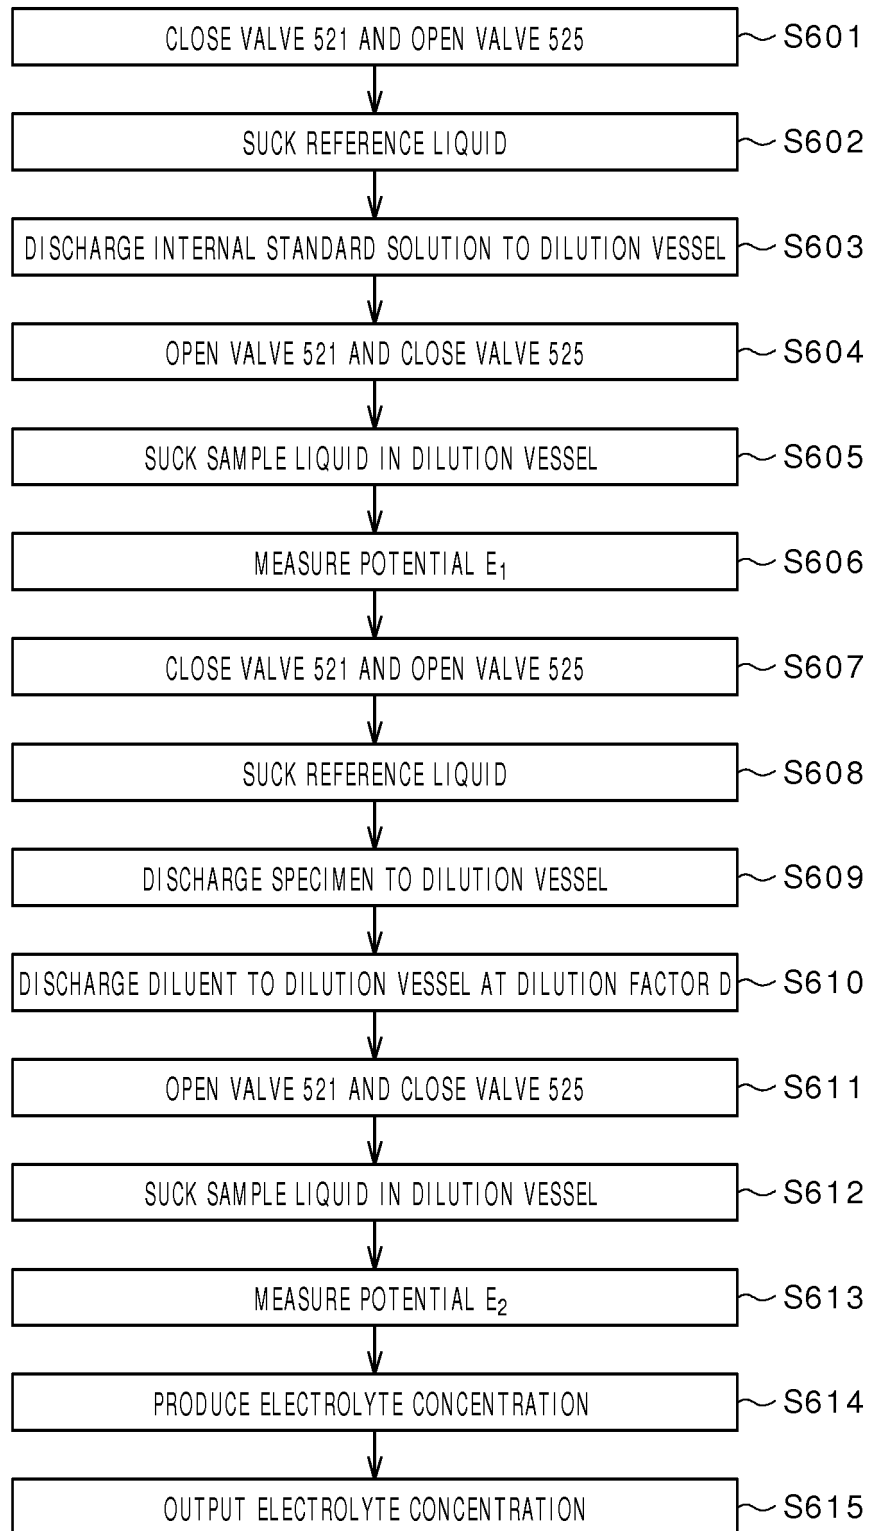 CLOSE VALVE 521 AND OPEN VALVE 525 S601
SUCK REFERENCE LIQUID S602
DISCHARGE INTERNAL STANDARD SOLUTION TO DILUTION VESSEL S603
OPEN VALVE 521 AND CLOSE VALVE 525 S604
SUCK SAMPLE LIQUID IN DILUTION VESSEL S605
MEASURE POTENTIAL E₁ S606
CLOSE VALVE 521 AND OPEN VALVE 525 S607
SUCK REFERENCE LIQUID S608
DISCHARGE SPECIMEN TO DILUTION VESSEL S609
DISCHARGE DILUENT TO DILUTION VESSEL AT DILUTION FACTOR D S610
OPEN VALVE 521 AND CLOSE VALVE 525 S611
SUCK SAMPLE LIQUID IN DILUTION VESSEL S612
MEASURE POTENTIAL E₂ S613
PRODUCE ELECTROLYTE CONCENTRATION S614
OUTPUT ELECTROLYTE CONCENTRATION S615